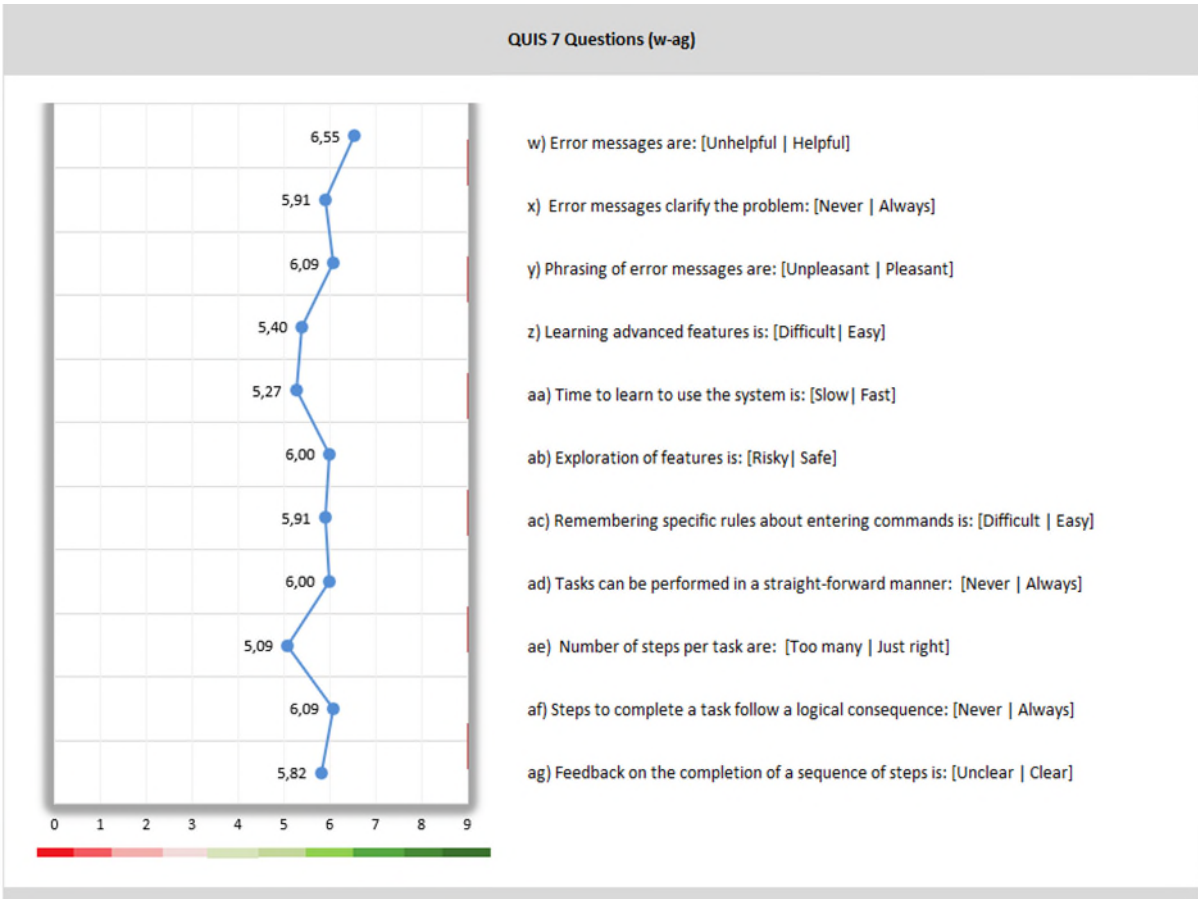 QUIS 7 Questions (w-ag)
6,55 w) Error messages are: [Unhelpful | Helpful]
5,91 x) Error messages clarify the problem: [Never | Always]
6,09 y) Phrasing of error messages are: [Unpleasant | Pleasant]
5,40 z) Learning advanced features is: [Difficult| Easy]
5,27 aa) Time to learn to use the system is: [Slow| Fast]
6,00 ab) Exploration of features is: [Risky| Safe]
5,91 ac) Remembering specific rules about entering commands is: [Difficult | Easy]
6,00 ad) Tasks can be performed in a straight-forward manner: [Never | Always]
5,09 ae) Number of steps per task are: [Too many | Just right]
6,09 af) Steps to complete a task follow a logical consequence: [Never | Always]
5,82 ag) Feedback on the completion of a sequence of steps is: [Unclear | Clear]
0 1 2 3 4 5 6 7 8 9